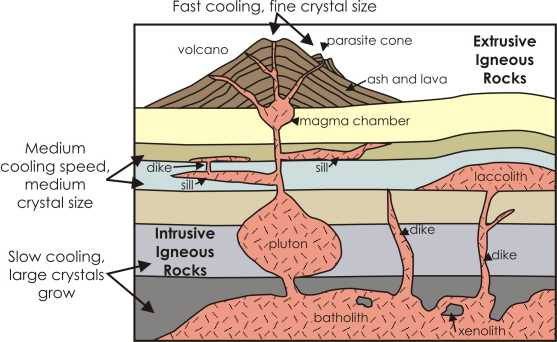 Fast cooling, fine crystal size
volcano
parasite cone
Extrusive
Igneous
Rocks
ash and lava
magma chamber
Medium
cooling speed,
medium
crystal size
dike
sill
sill
laccolith
Intrusive
Igneous
Rocks
pluton
dike
dike
Slow cooling,
large crystals
grow
batholith
xenolith